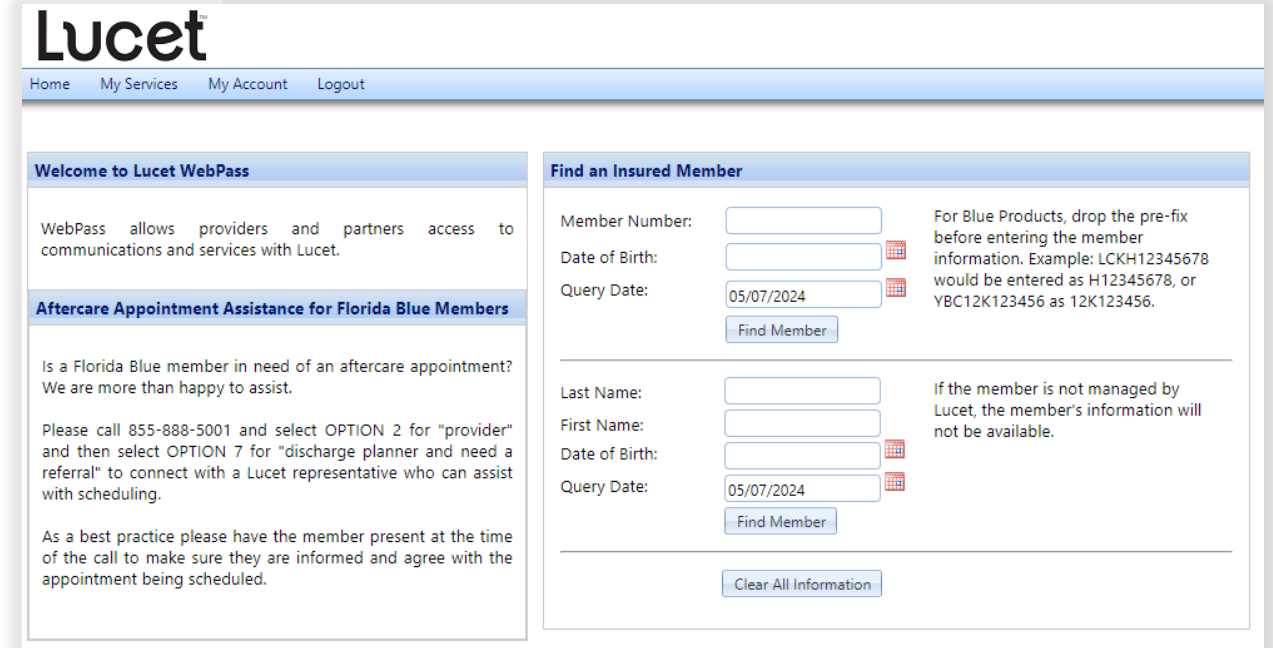 Lucet™
Home My Services My Account Logout
Welcome to Lucet WebPass
WebPass allows providers and partners access to
communications and services with Lucet.
Aftercare Appointment Assistance for Florida Blue Members
Is a Florida Blue member in need of an aftercare appointment?
We are more than happy to assist.
Please call 855-888-5001 and select OPTION 2 for "provider"
and then select OPTION 7 for "discharge planner and need a
referral" to connect with a Lucet representative who can assist
with scheduling.
As a best practice please have the member present at the time
of the call to make sure they are informed and agree with the
appointment being scheduled.
Find an Insured Member
Member Number:
Date of Birth:
Query Date: 05/07/2024
Find Member
For Blue Products, drop the pre-fix
before entering the member
information. Example: LCKH12345678
would be entered as H12345678, or
YBC12K123456 as 12K123456.
Last Name:
First Name:
Date of Birth:
Query Date: 05/07/2024
Find Member
If the member is not managed by
Lucet, the member's information will
not be available.
Clear All Information